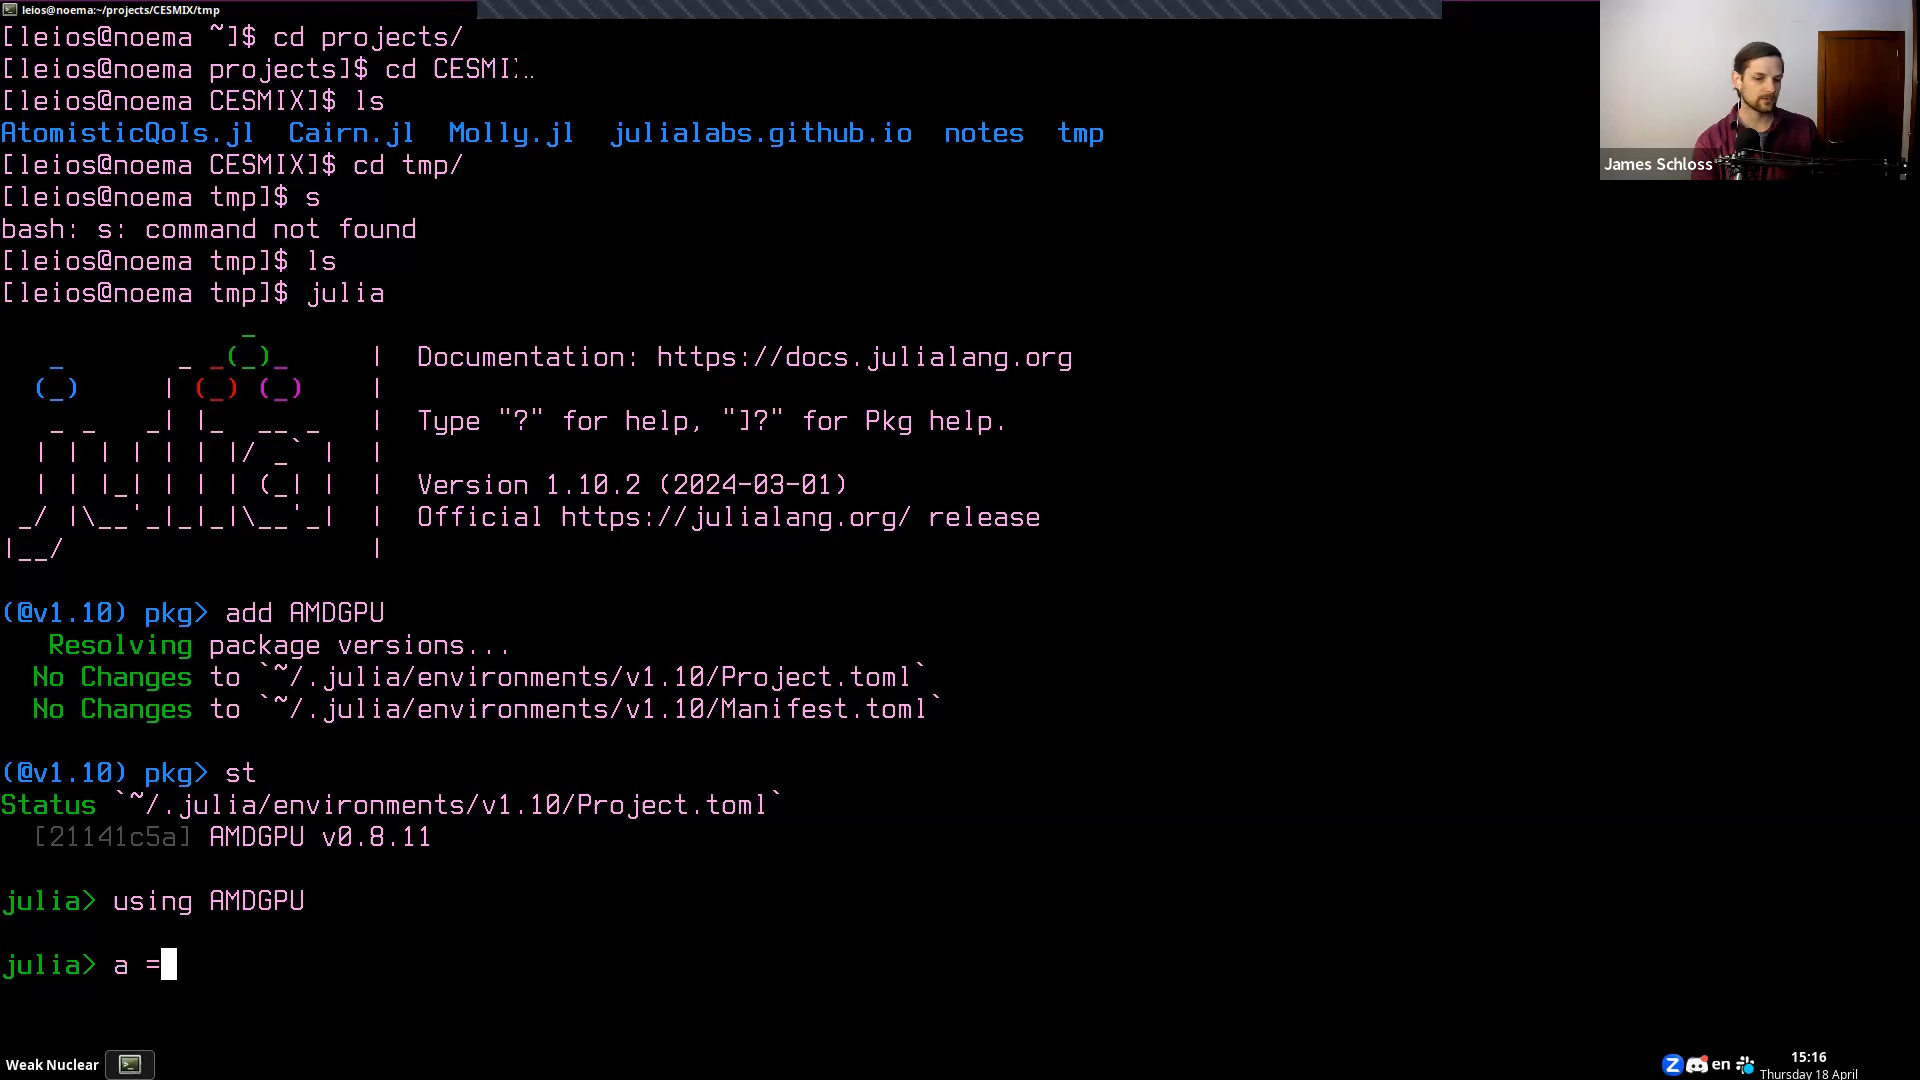 leios@noema:~/projects/CESMIX/tmp
[leios@noema ~]$ cd projects/
[leios@noema projects]$ cd CESMI
[leios@noema CESMIX]$ ls
AtomisticQoIs.jl  Cairn.jl  Molly.jl  julialabs.github.io  notes  tmp
[leios@noema CESMIX]$ cd tmp/
[leios@noema tmp]$ s
bash: s: command not found
[leios@noema tmp]$ ls
[leios@noema tmp]$ julia
Documentation: https://docs.julialang.org
Type "?" for help, "]?" for Pkg help.
Version 1.10.2 (2024-03-01)
Official https://julialang.org/ release
(@v1.10) pkg> add AMDGPU
Resolving package versions...
No Changes to `~/.julia/environments/v1.10/Project.toml`
No Changes to `~/.julia/environments/v1.10/Manifest.toml`
(@v1.10) pkg> st
Status `~/.julia/environments/v1.10/Project.toml`
[21141c5a] AMDGPU v0.8.11
julia> using AMDGPU
julia> a =
James Schloss
Weak Nuclear
en
15:16
Thursday 18 April